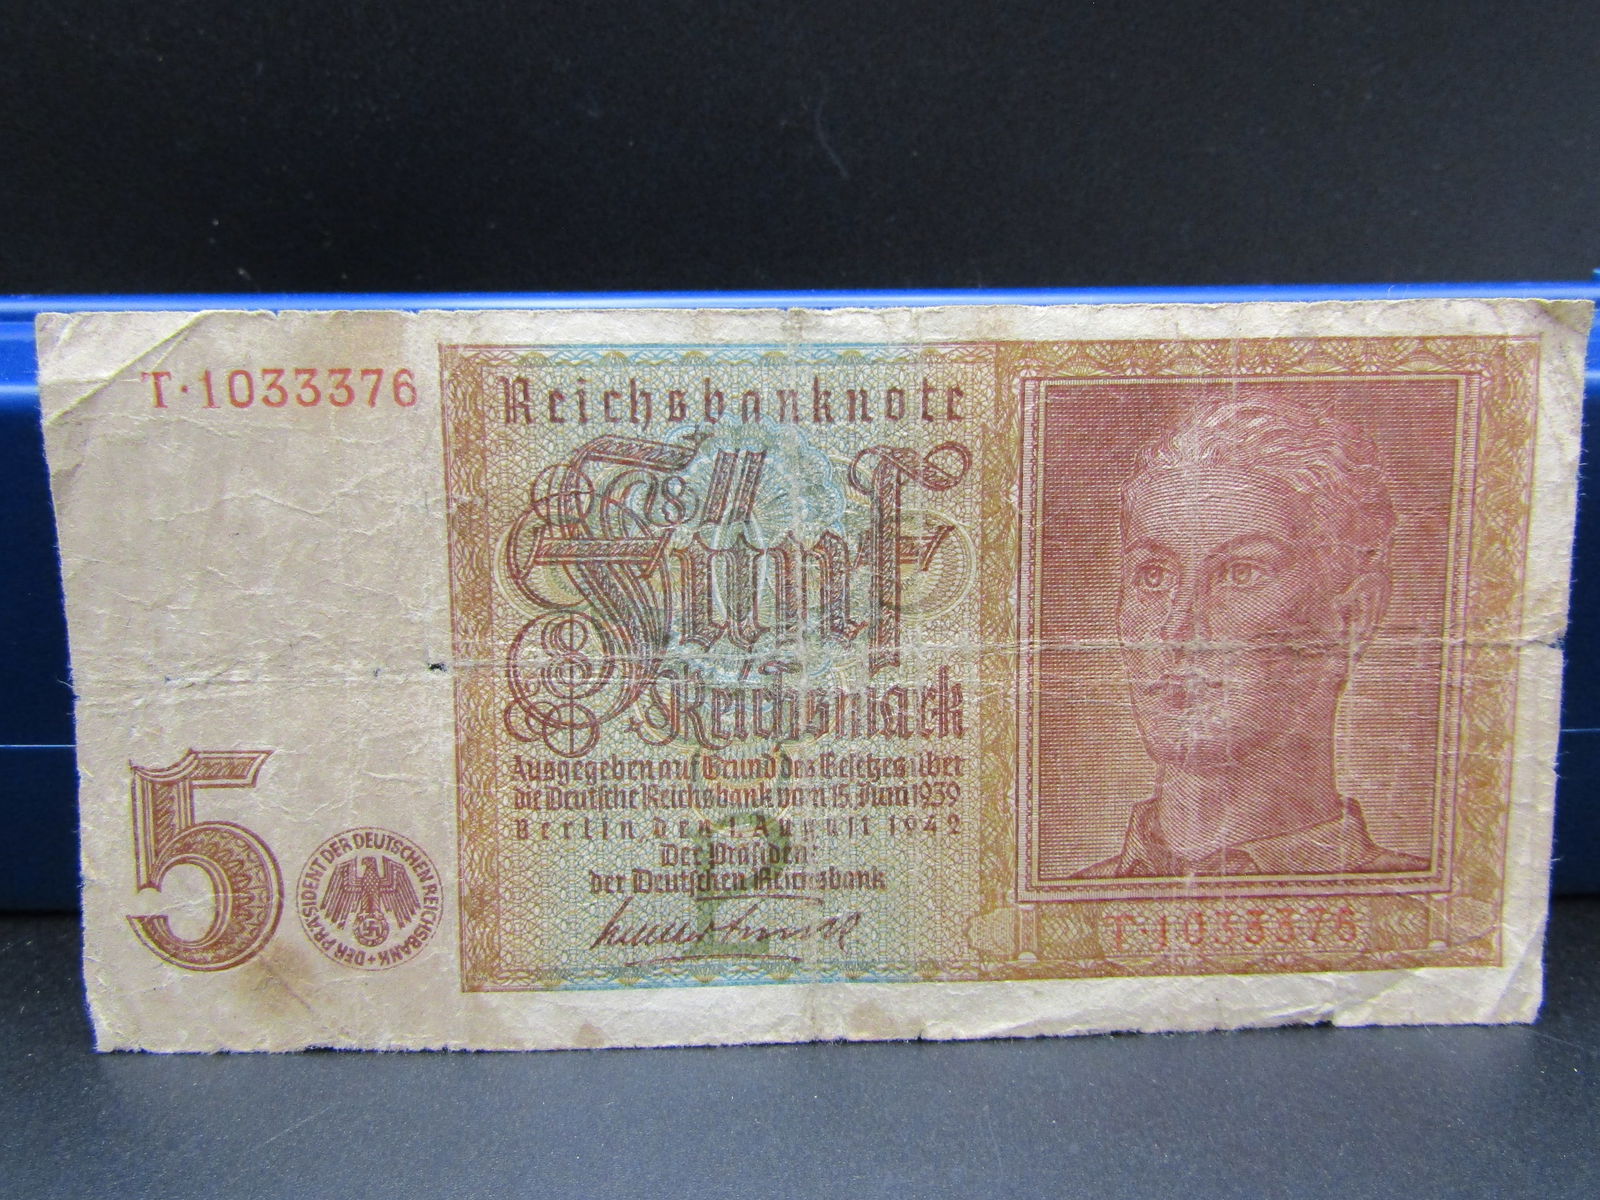 T·1033376
Reichsbanknote
Fünf
Reichsmark
Ausgegeben auf Grund des Gesetzes über
die Deutsche Reichsbank vom 15. Juni 1939
Berlin, den 1. August 1942
Der Präsident
der Deutschen Reichsbank
5
DER PRÄSIDENT DER DEUTSCHEN REICHSBANK +
T·1033376